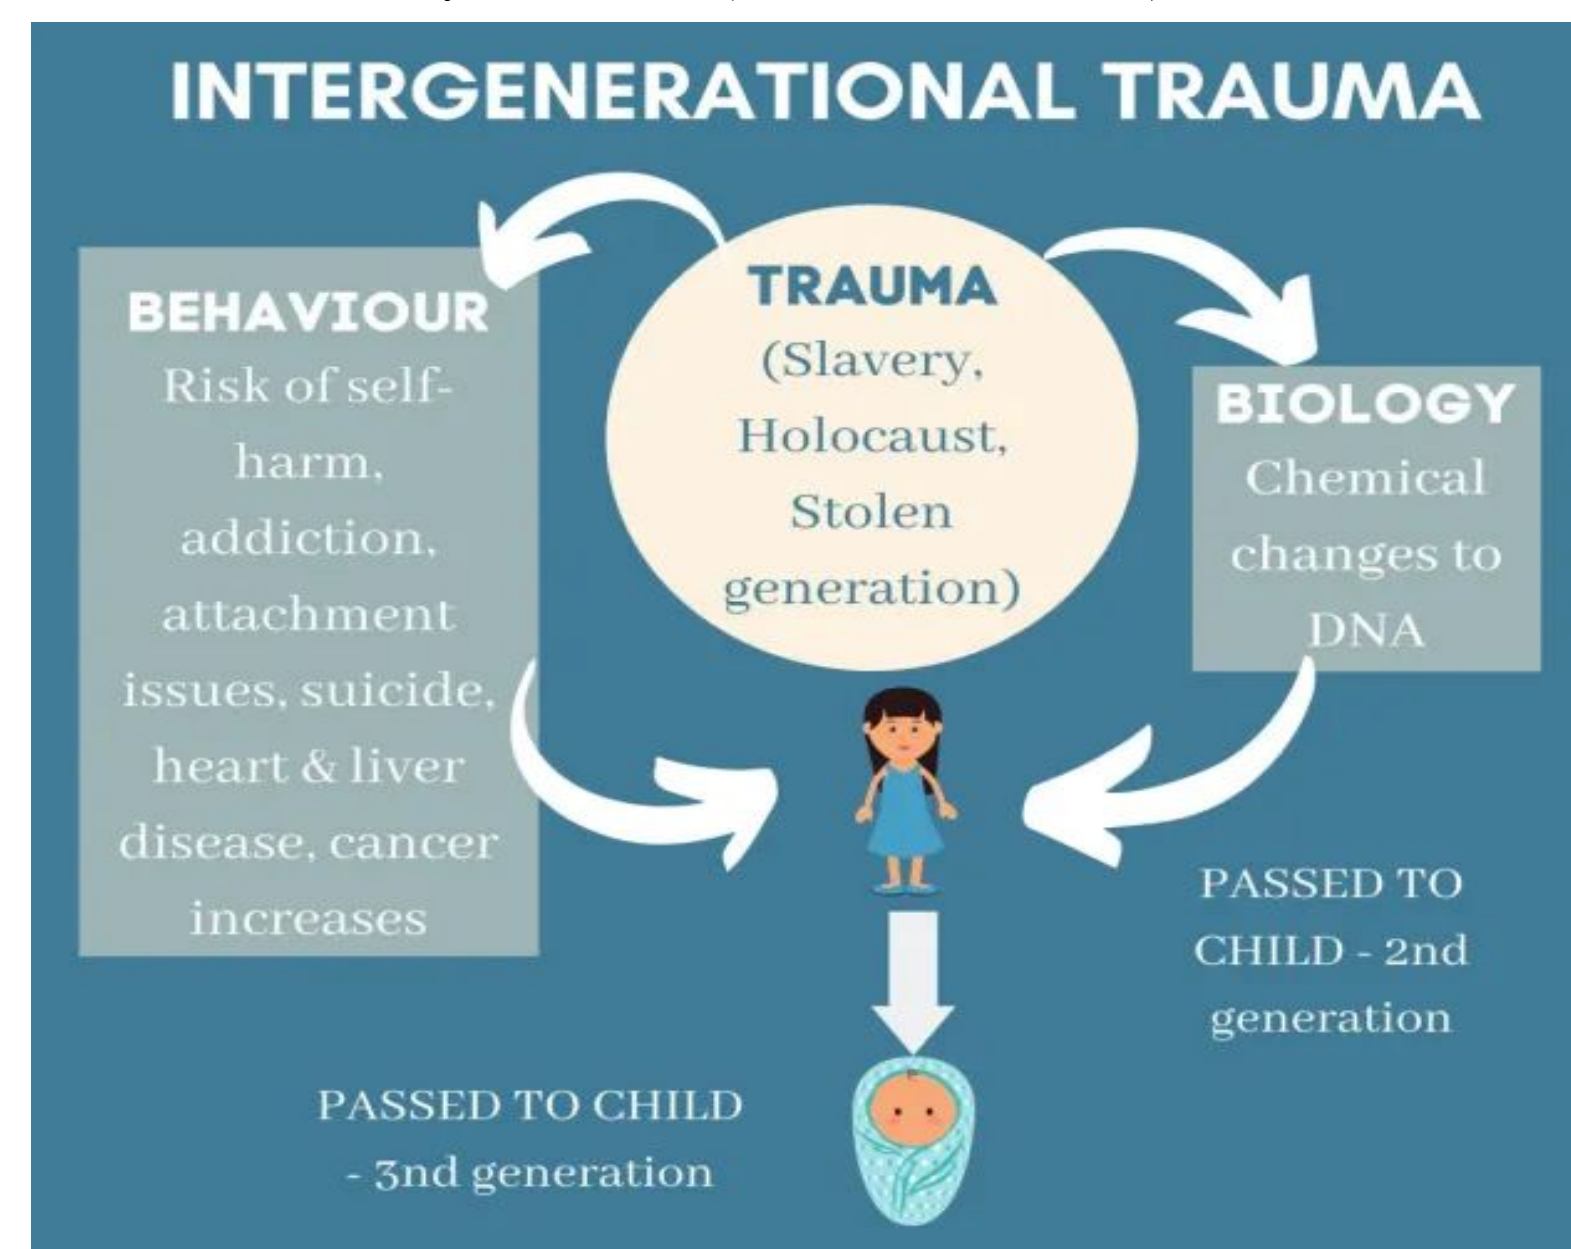 INTERGENERATIONAL TRAUMA
BEHAVIOUR
Risk of self-
harm,
addiction,
attachment
issues, suicide,
heart & liver
disease, cancer
increases
TRAUMA
(Slavery,
Holocaust,
Stolen
generation)
BIOLOGY
Chemical
changes to
DNA
PASSED TO
CHILD - 2nd
generation
PASSED TO CHILD
- 3nd generation